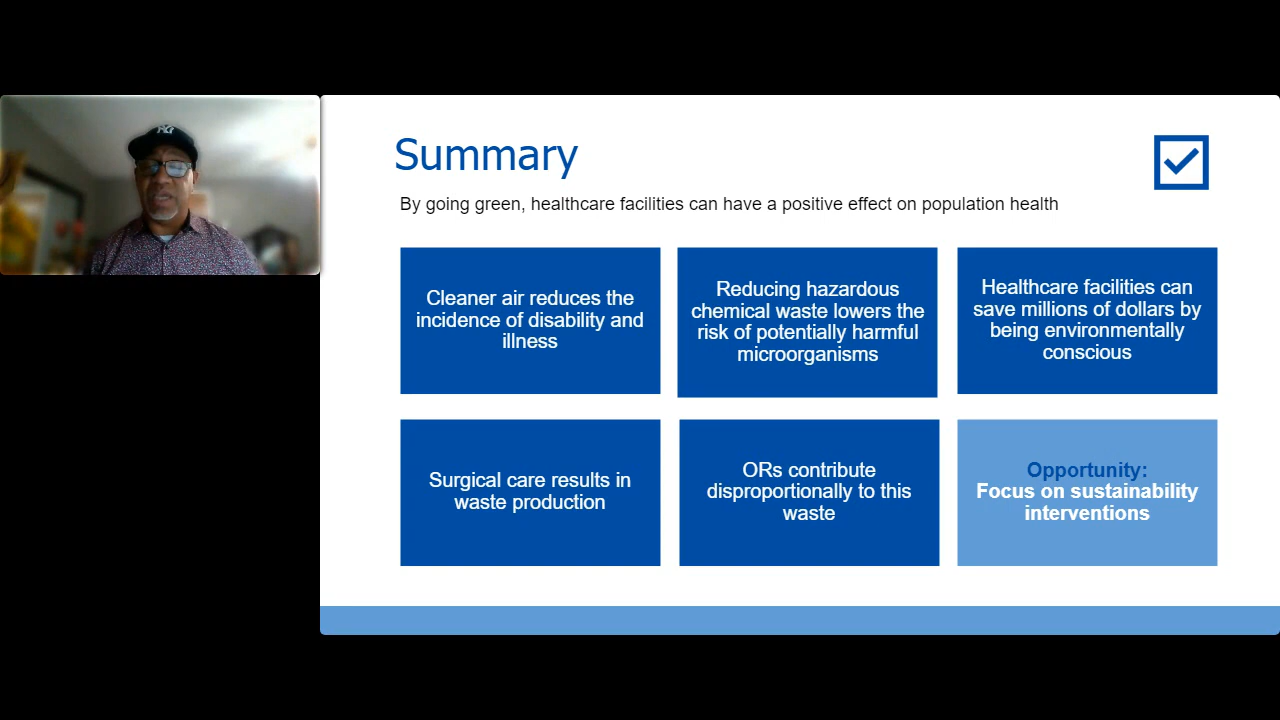 Summary
By going green, healthcare facilities can have a positive effect on population health
Cleaner air reduces the
incidence of disability and
illness
Reducing hazardous
chemical waste lowers the
risk of potentially harmful
microorganisms
Healthcare facilities can
save millions of dollars by
being environmentally
conscious
Surgical care results in
waste production
ORs contribute
disproportionally to this
waste
Opportunity:
Focus on sustainability
interventions